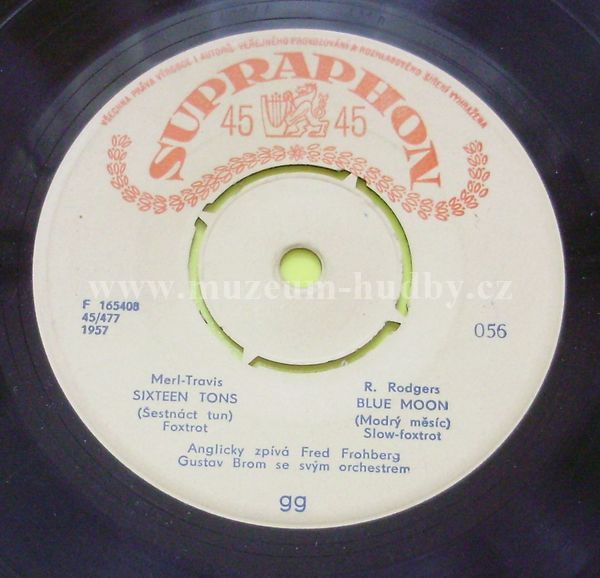 VŠECHNA PRÁVA VÝROBCE I AUTORŮ VEŘEJNÉHO PROVOZOVÁNÍ A ROZHLASOVÉHO ŠÍŘENÍ VYHRAŽENA
SUPRAPHON
45 45
www.muzeum-hudby.cz
F 165408
45/477
1957
056
Merl-Travis
SIXTEEN TONS
(Šestnáct tun)
Foxtrot
R. Rodgers
BLUE MOON
(Modrý měsíc)
Slow-foxtrot
Anglicky zpívá Fred Frohberg
Gustav Brom se svým orchestrem
gg